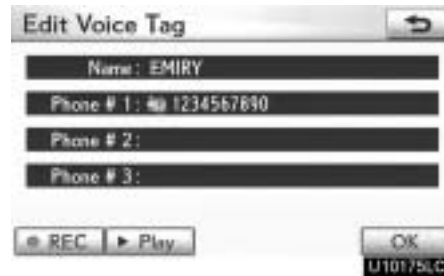 Edit Voice Tag
Name: EMIRY
Phone # 1: 1234567890
Phone # 2:
Phone # 3:
REC Play OK
U10175LC